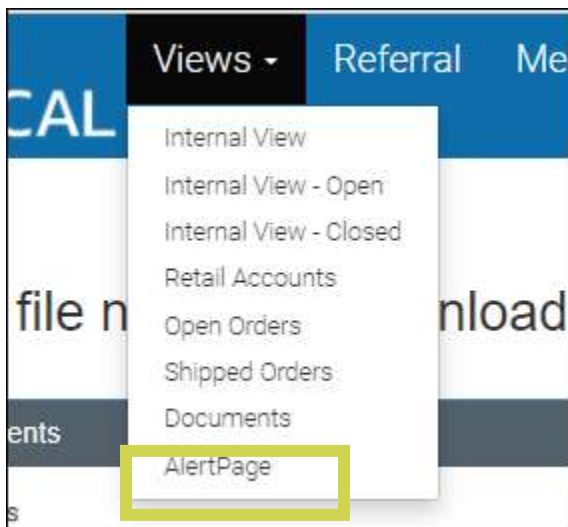 Views Referral Me
CAL
Internal View
Internal View - Open
Internal View - Closed
Retail Accounts
file n nload
Open Orders
Shipped Orders
Documents
ents
AlertPage
s